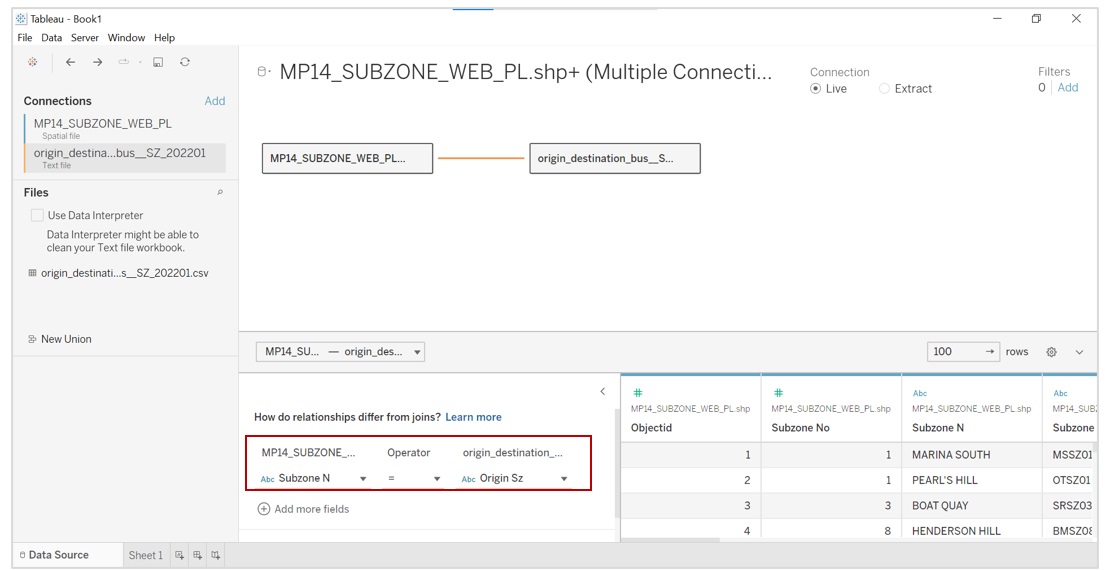 Tableau - Book1
File Data Server Window Help
Connections Add
MP14_SUBZONE_WEB_PL
Spatial file
origin_destina...bus__SZ_202201
Text file
Files
Use Data Interpreter
Data Interpreter might be able to
clean your Text file workbook.
origin_destinati...s__SZ_202201.csv
New Union
MP14_SUBZONE_WEB_PL.shp+ (Multiple Connecti...
Connection
Live Extract
Filters
0 Add
MP14_SUBZONE_WEB_PL... origin_destination_bus__S...
MP14_SU... — origin_des... 100 rows
How do relationships differ from joins? Learn more
MP14_SUBZONE_... Operator origin_destination_...
Abc Subzone N = Abc Origin Sz
Add more fields
# # Abc Abc
MP14_SUBZONE_WEB_PL.shp MP14_SUBZONE_WEB_PL.shp MP14_SUBZONE_WEB_PL.shp MP14_SUBZ
Objectid Subzone No Subzone N Subzone
1 1 MARINA SOUTH MSSZ01
2 1 PEARL'S HILL OTSZ01
3 3 BOAT QUAY SRSZ03
4 8 HENDERSON HILL BMSZ08
Data Source Sheet 1